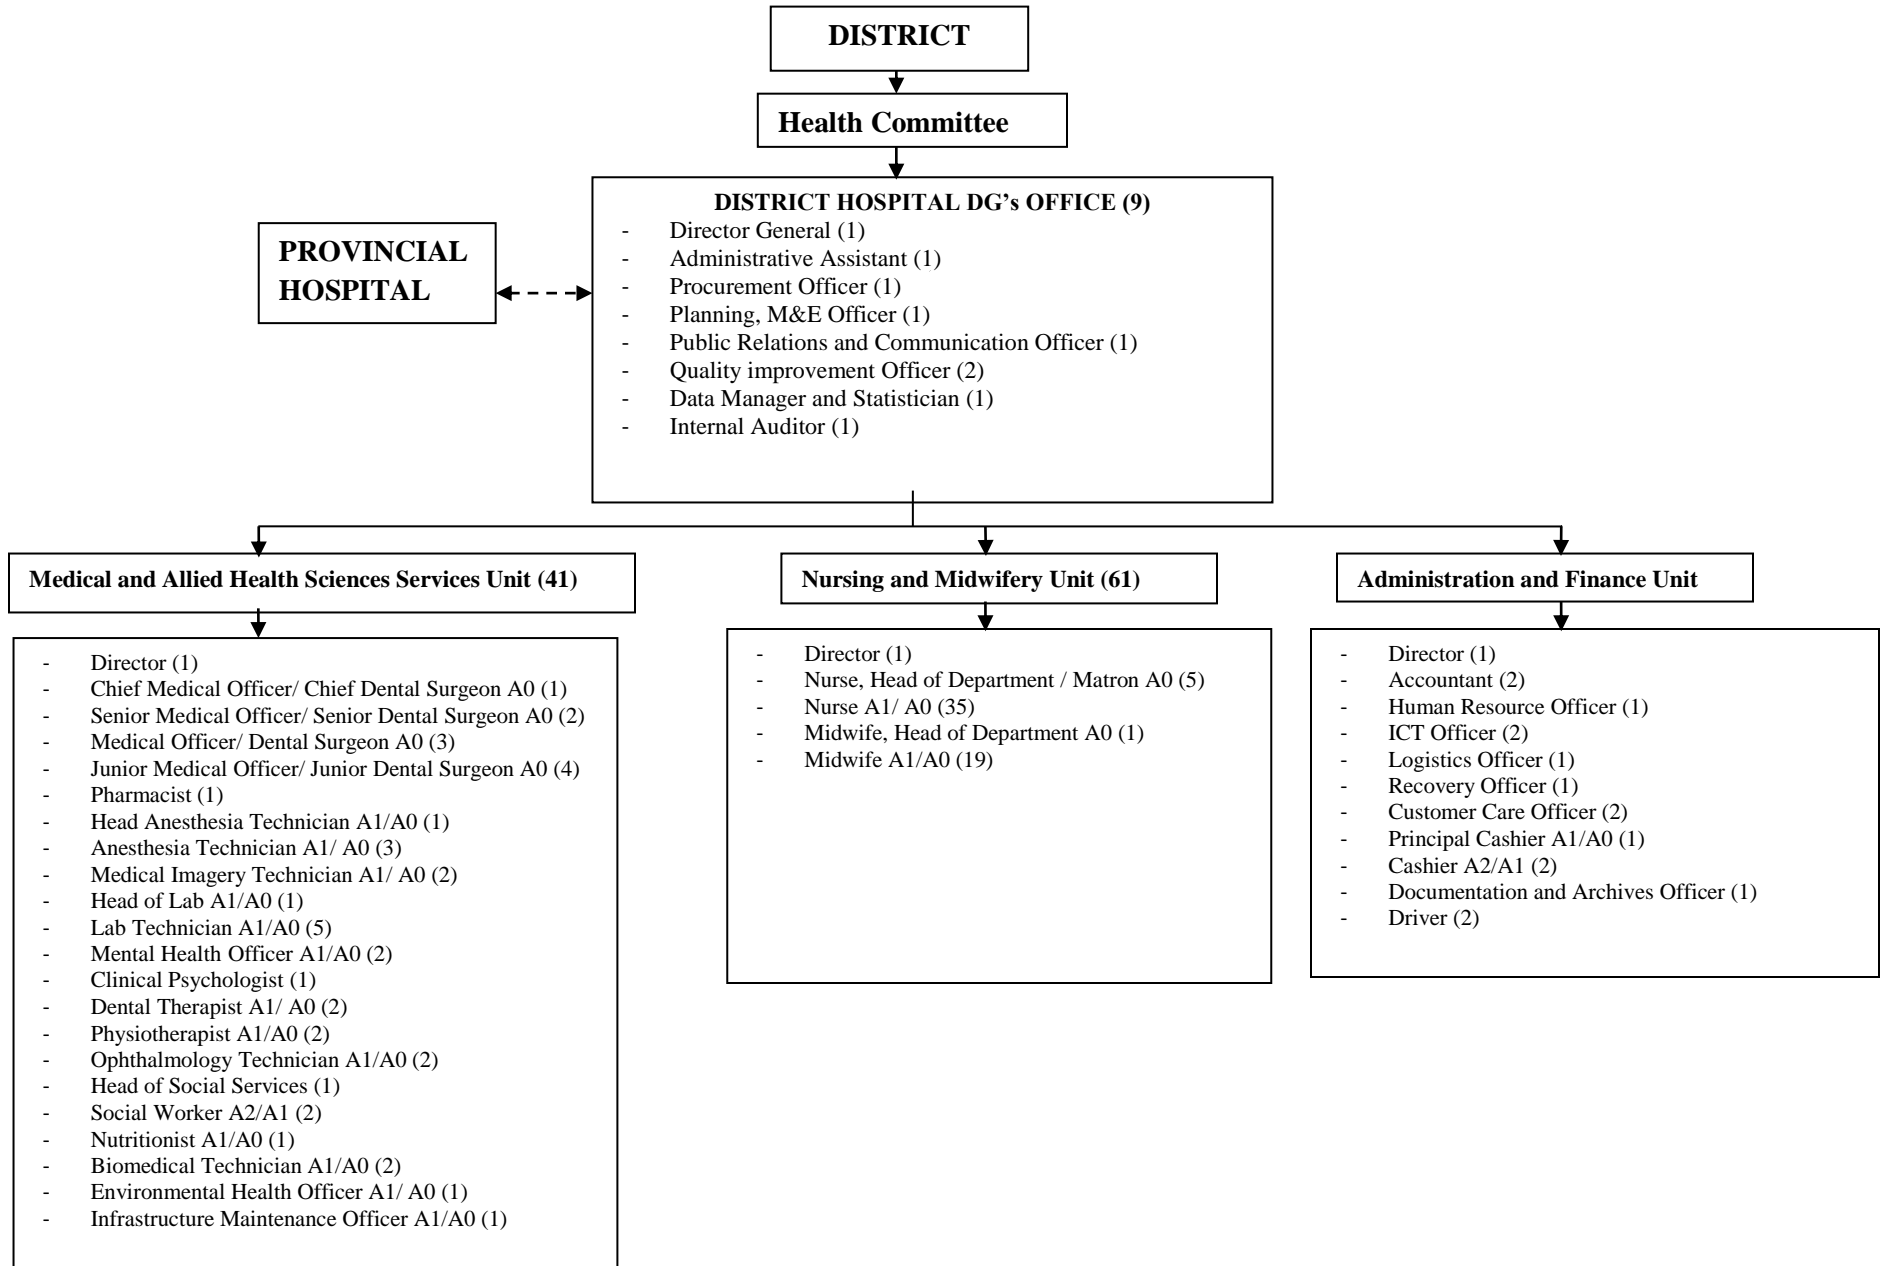 DISTRICT
Health Committee
PROVINCIAL
HOSPITAL
DISTRICT HOSPITAL DG’s OFFICE (9)
- Director General (1)
- Administrative Assistant (1)
- Procurement Officer (1)
- Planning, M&E Officer (1)
- Public Relations and Communication Officer (1)
- Quality improvement Officer (2)
- Data Manager and Statistician (1)
- Internal Auditor (1)
Medical and Allied Health Sciences Services Unit (41)
- Director (1)
- Chief Medical Officer/ Chief Dental Surgeon A0 (1)
- Senior Medical Officer/ Senior Dental Surgeon A0 (2)
- Medical Officer/ Dental Surgeon A0 (3)
- Junior Medical Officer/ Junior Dental Surgeon A0 (4)
- Pharmacist (1)
- Head Anesthesia Technician A1/A0 (1)
- Anesthesia Technician A1/ A0 (3)
- Medical Imagery Technician A1/ A0 (2)
- Head of Lab A1/A0 (1)
- Lab Technician A1/A0 (5)
- Mental Health Officer A1/A0 (2)
- Clinical Psychologist (1)
- Dental Therapist A1/ A0 (2)
- Physiotherapist A1/A0 (2)
- Ophthalmology Technician A1/A0 (2)
- Head of Social Services (1)
- Social Worker A2/A1 (2)
- Nutritionist A1/A0 (1)
- Biomedical Technician A1/A0 (2)
- Environmental Health Officer A1/ A0 (1)
- Infrastructure Maintenance Officer A1/A0 (1)
Nursing and Midwifery Unit (61)
- Director (1)
- Nurse, Head of Department / Matron A0 (5)
- Nurse A1/ A0 (35)
- Midwife, Head of Department A0 (1)
- Midwife A1/A0 (19)
Administration and Finance Unit
- Director (1)
- Accountant (2)
- Human Resource Officer (1)
- ICT Officer (2)
- Logistics Officer (1)
- Recovery Officer (1)
- Customer Care Officer (2)
- Principal Cashier A1/A0 (1)
- Cashier A2/A1 (2)
- Documentation and Archives Officer (1)
- Driver (2)